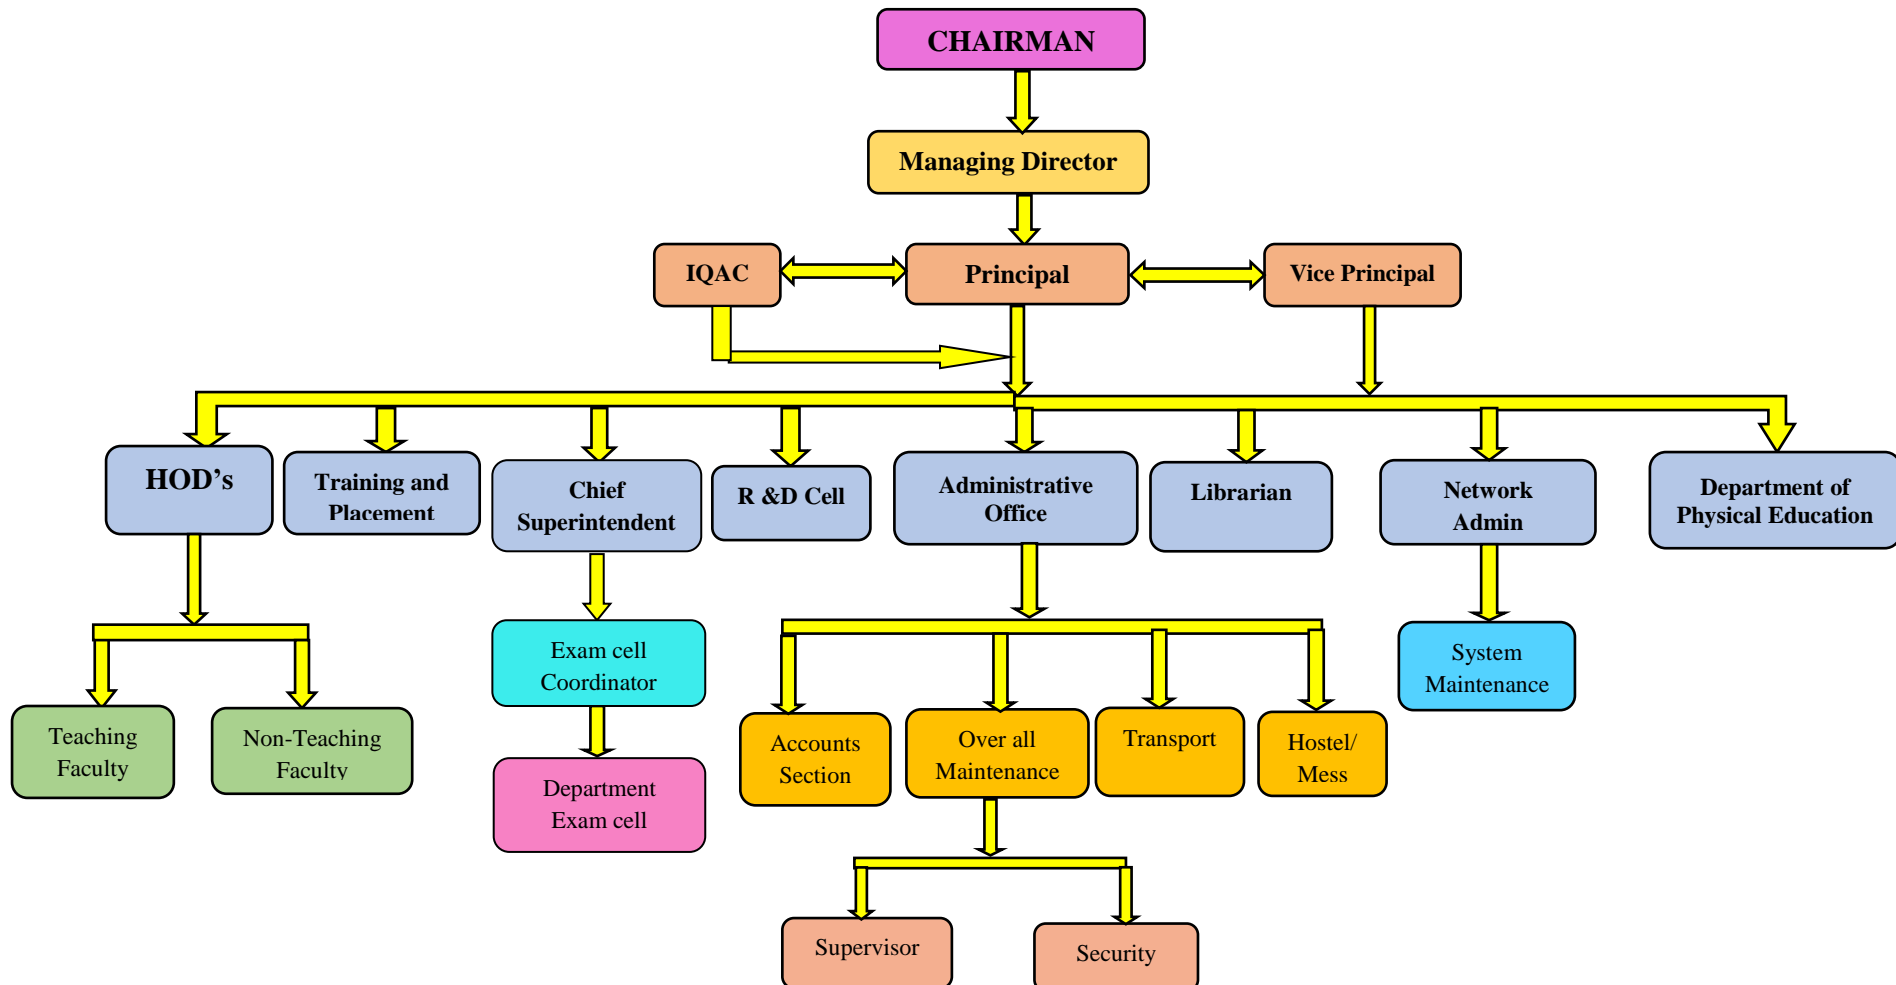 CHAIRMAN
Managing Director
IQAC
Principal
Vice Principal
HOD’s
Training and
Placement
Chief
Superintendent
R &D Cell
Administrative
Office
Librarian
Network
Admin
Department of
Physical Education
Exam cell
Coordinator
System
Maintenance
Teaching
Faculty
Non-Teaching
Faculty
Accounts
Section
Over all
Maintenance
Transport
Hostel/
Mess
Department
Exam cell
Supervisor
Security